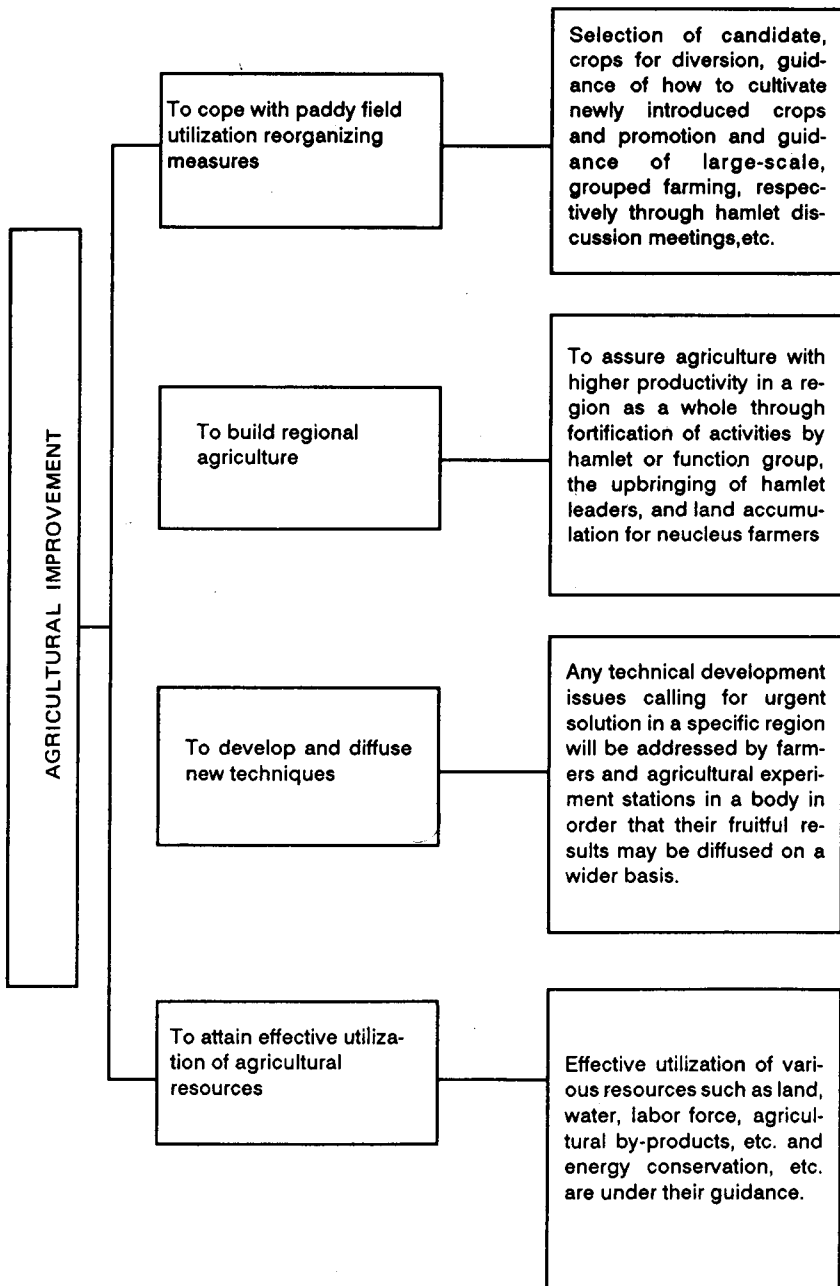 AGRICULTURAL IMPROVEMENT
To cope with paddy field
utilization reorganizing
measures
Selection of candidate,
crops for diversion, guid-
ance of how to cultivate
newly introduced crops
and promotion and guid-
ance of large-scale,
grouped farming, respec-
tively through hamlet dis-
cussion meetings,etc.
To build regional
agriculture
To assure agriculture with
higher productivity in a re-
gion as a whole through
fortification of activities by
hamlet or function group,
the upbringing of hamlet
leaders, and land accumu-
lation for neucleus farmers
To develop and diffuse
new techniques
Any technical development
issues calling for urgent
solution in a specific region
will be addressed by farm-
ers and agricultural experi-
ment stations in a body in
order that their fruitful re-
sults may be diffused on a
wider basis.
To attain effective utiliza-
tion of agricultural
resources
Effective utilization of vari-
ous resources such as land,
water, labor force, agricul-
tural by-products, etc. and
energy conservation, etc.
are under their guidance.